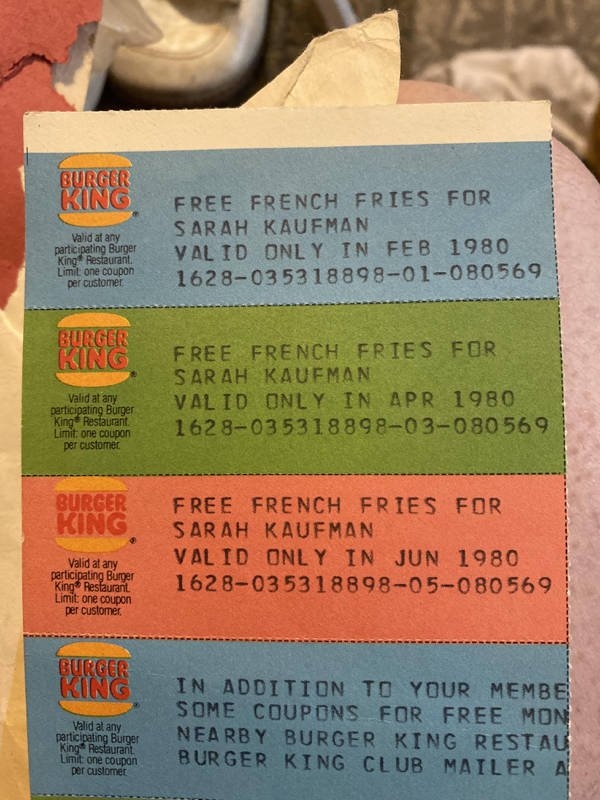 BURGER
KING®
Valid at any
participating Burger
King® Restaurant.
Limit: one coupon
per customer.
FREE FRENCH FRIES FOR
SARAH KAUFMAN
VALID ONLY IN FEB 1980
1628-035318898-01-080569
BURGER
KING®
Valid at any
participating Burger
King® Restaurant.
Limit: one coupon
per customer.
FREE FRENCH FRIES FOR
SARAH KAUFMAN
VALID ONLY IN APR 1980
1628-035318898-03-080569
BURGER
KING®
Valid at any
participating Burger
King® Restaurant.
Limit: one coupon
per customer.
FREE FRENCH FRIES FOR
SARAH KAUFMAN
VALID ONLY IN JUN 1980
1628-035318898-05-080569
BURGER
KING®
Valid at any
participating Burger
King® Restaurant.
Limit: one coupon
per customer.
IN ADDITION TO YOUR MEMBE
SOME COUPONS FOR FREE MON
NEARBY BURGER KING RESTAU
BURGER KING CLUB MAILER A